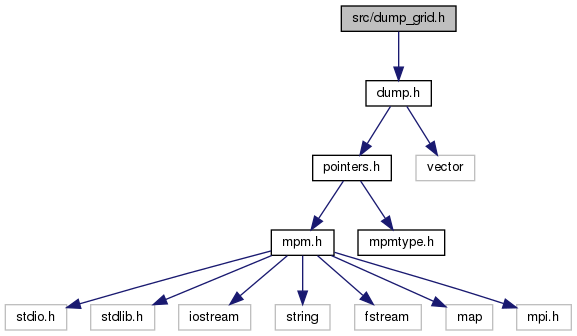 src/dump_grid.h
dump.h
pointers.h
vector
mpm.h
mpmtype.h
stdio.h
stdlib.h
iostream
string
fstream
map
mpi.h